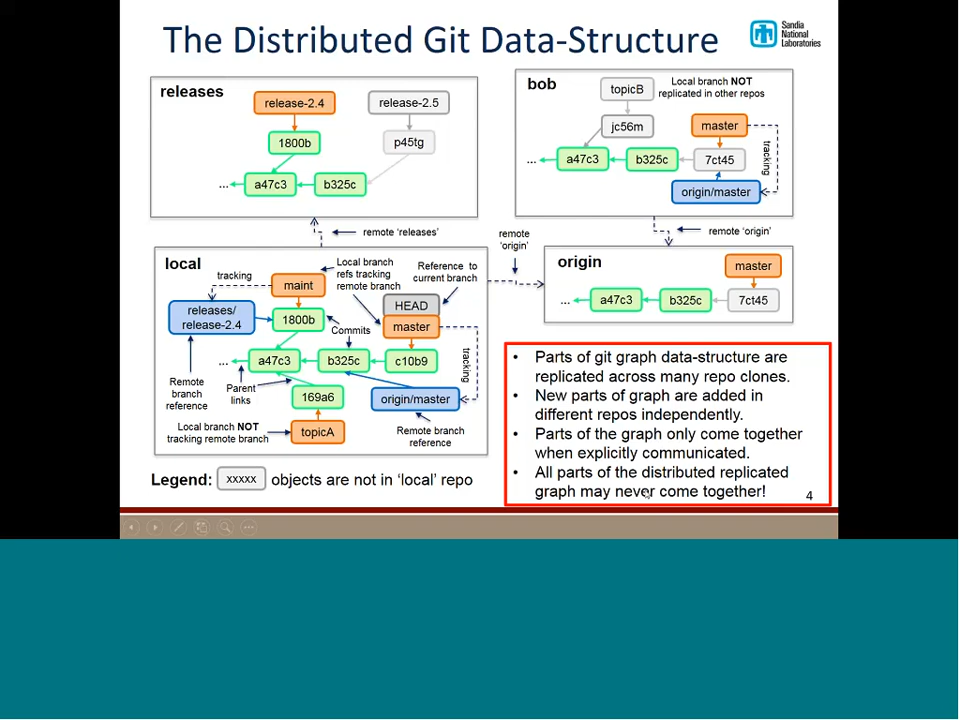 The Distributed Git Data-Structure
Sandia
National
Laboratories
releases
release-2.4
release-2.5
1800b
p45tg
...
a47c3
b325c
bob
topicB
Local branch NOT
replicated in other repos
jc56m
master
tracking
...
a47c3
b325c
7ct45
origin/master
remote 'releases'
remote
'origin'
remote 'origin'
local
tracking
maint
Local branch
refs tracking
remote branch
Reference to
current branch
HEAD
master
releases/
release-2.4
1800b
Commits
tracking
...
a47c3
b325c
c10b9
Remote
branch
reference
Parent
links
169a6
origin/master
Local branch NOT
tracking remote branch
topicA
Remote branch
reference
origin
master
...
a47c3
b325c
7ct45
• Parts of git graph data-structure are
replicated across many repo clones.
• New parts of graph are added in
different repos independently.
• Parts of the graph only come together
when explicitly communicated.
• All parts of the distributed replicated
graph may never come together!
Legend: xxxxx objects are not in 'local' repo
4